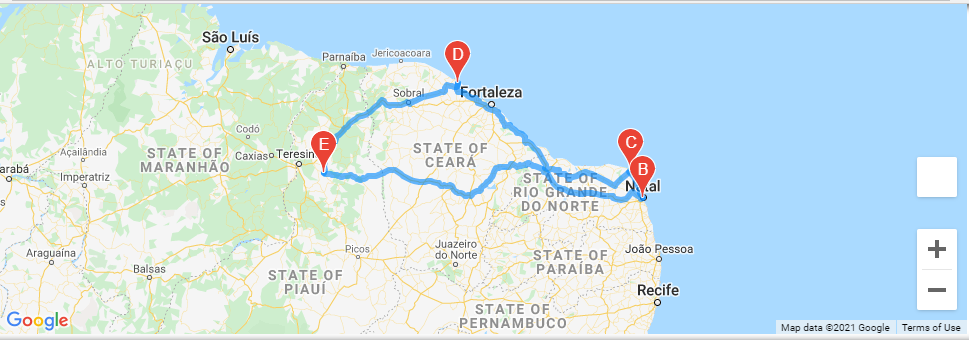 São Luís
Parnaíba
Jericoacoara
D
ALTO TURIAÇU
Sobral
Fortaleza
Codó
C
E
Açailândia
STATE OF
MARANHÃO
Caxias
Teresin
STATE OF
CEARÁ
B
arabá
Imperatriz
STATE OF
RIO GRANDE
DO NORTE
Natal
Araguaína
Balsas
Picos
Juazeiro
do Norte
João Pessoa
STATE OF
PIAUÍ
STATE OF
PARAÍBA
Recife
STATE OF
PERNAMBUCO
Google
Map data ©2021 Google
Terms of Use